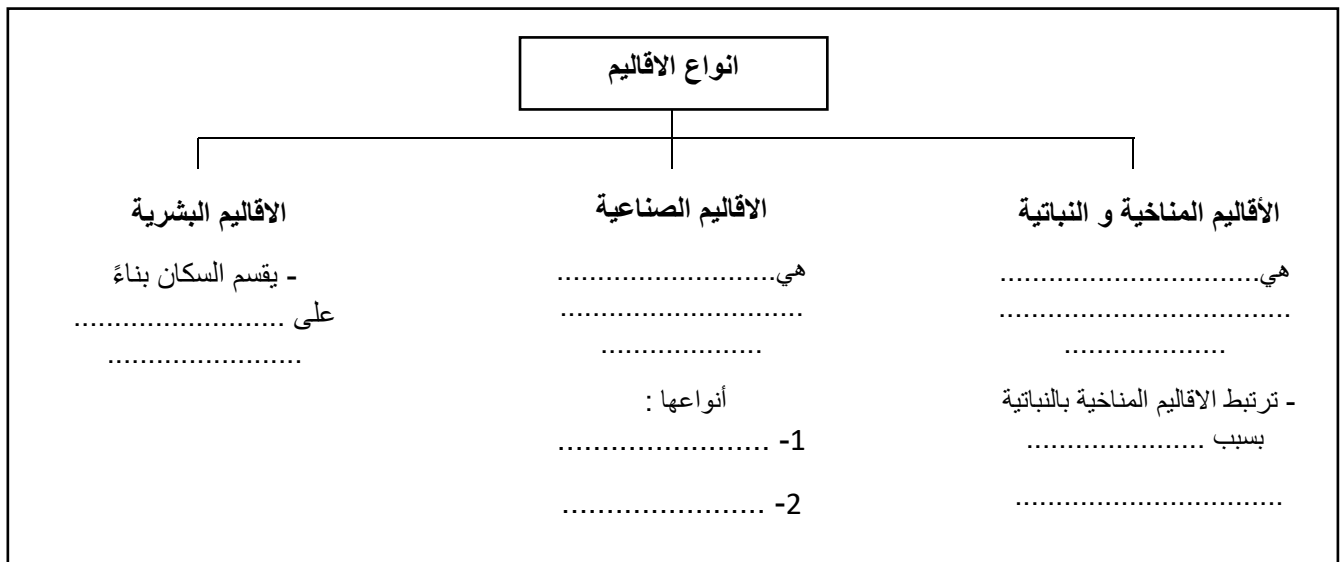 انواع الاقاليم
الأقاليم المناخية و النباتية
هي................................
....................................
....................
- ترتبط الاقاليم المناخية بالنباتية
بسبب ......................
.................................
الاقاليم الصناعية
هي...........................
..............................
....................
أنواعها :
1- .......................
2- .......................
الاقاليم البشرية
- يقسم السكان بناءً
على ..........................
........................